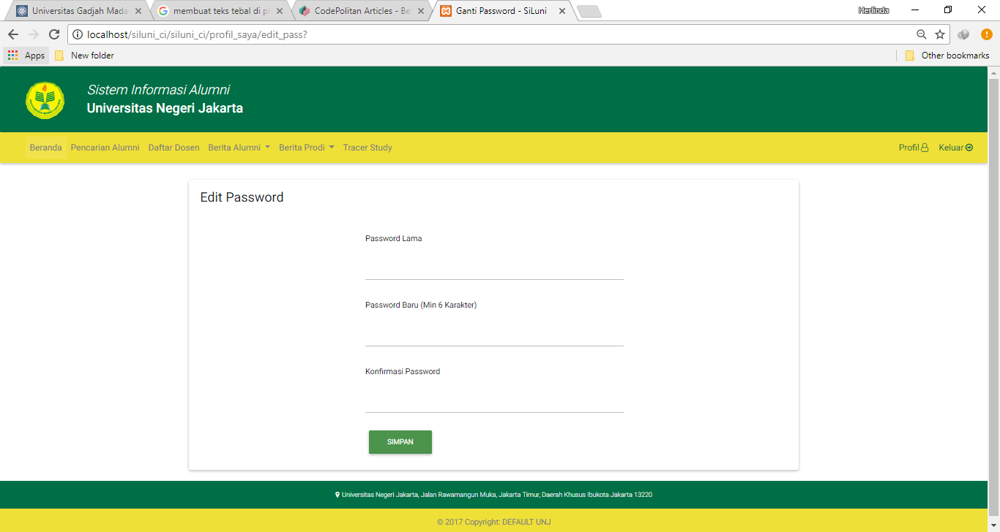 Universitas Gadjah Mada
membuat teks tebal di p
CodePolitan Articles - Be
Ganti Password - SiLuni
Herlinda
localhost/siluni_ci/siluni_ci/profil_saya/edit_pass?
Apps
New folder
Other bookmarks
Sistem Informasi Alumni
Universitas Negeri Jakarta
Beranda Pencarian Alumni Daftar Dosen Berita Alumni Berita Prodi Tracer Study Profil Keluar
Edit Password
Password Lama
Password Baru (Min 6 Karakter)
Konfirmasi Password
SIMPAN
Universitas Negeri Jakarta, Jalan Rawamangun Muka, Jakarta Timur, Daerah Khusus Ibukota Jakarta 13220
© 2017 Copyright: DEFAULT UNJ